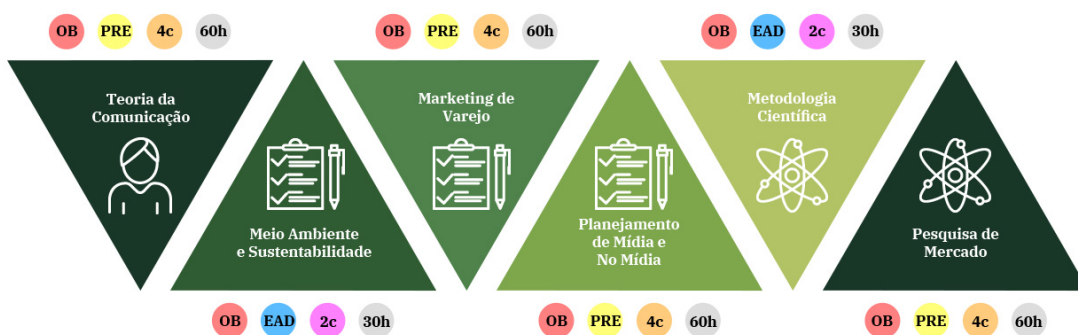 OB PRE 4c 60h
Teoria da
Comunicação
OB EAD 2c 30h
Meio Ambiente
e Sustentabilidade
OB PRE 4c 60h
Marketing de
Varejo
OB PRE 4c 60h
Planejamento
de Mídia e
No Mídia
OB EAD 2c 30h
Metodologia
Científica
OB PRE 4c 60h
Pesquisa de
Mercado